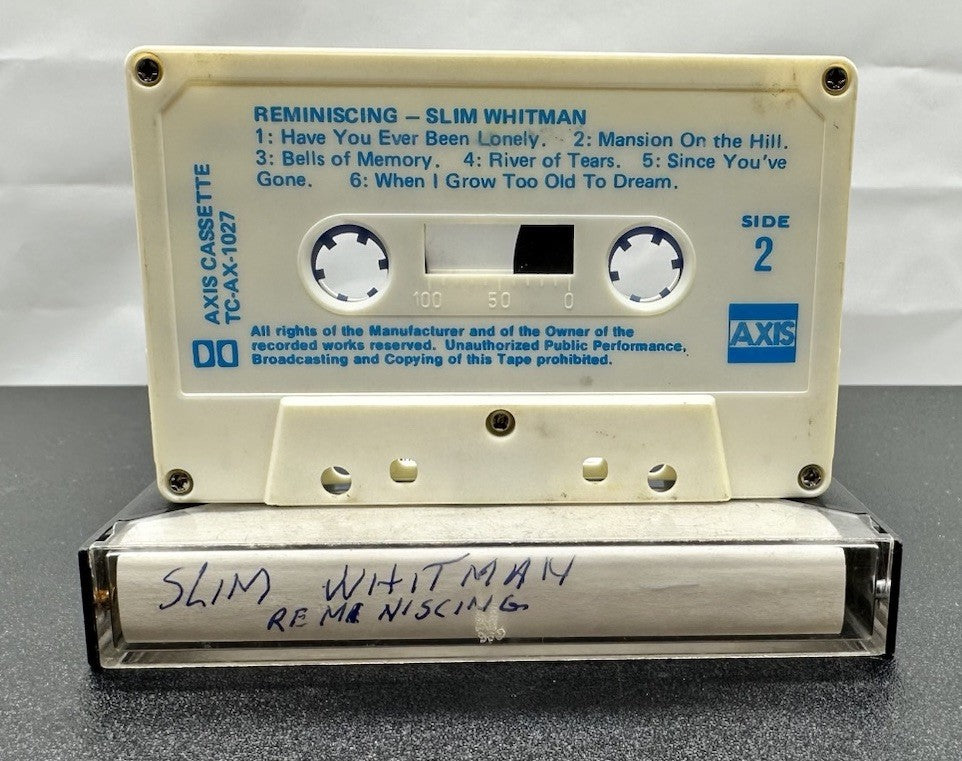 REMINISCING — SLIM WHITMAN
1: Have You Ever Been Lonely. 2: Mansion On the Hill.
3: Bells of Memory. 4: River of Tears. 5: Since You've
Gone. 6: When I Grow Too Old To Dream.
AXIS CASSETTE
TC-AX-1027
SIDE
2
100 50 0
All rights of the Manufacturer and of the Owner of the
recorded works reserved. Unauthorized Public Performance,
Broadcasting and Copying of this Tape prohibited.
AXIS
SLIM WHITMAN
REMINISCING